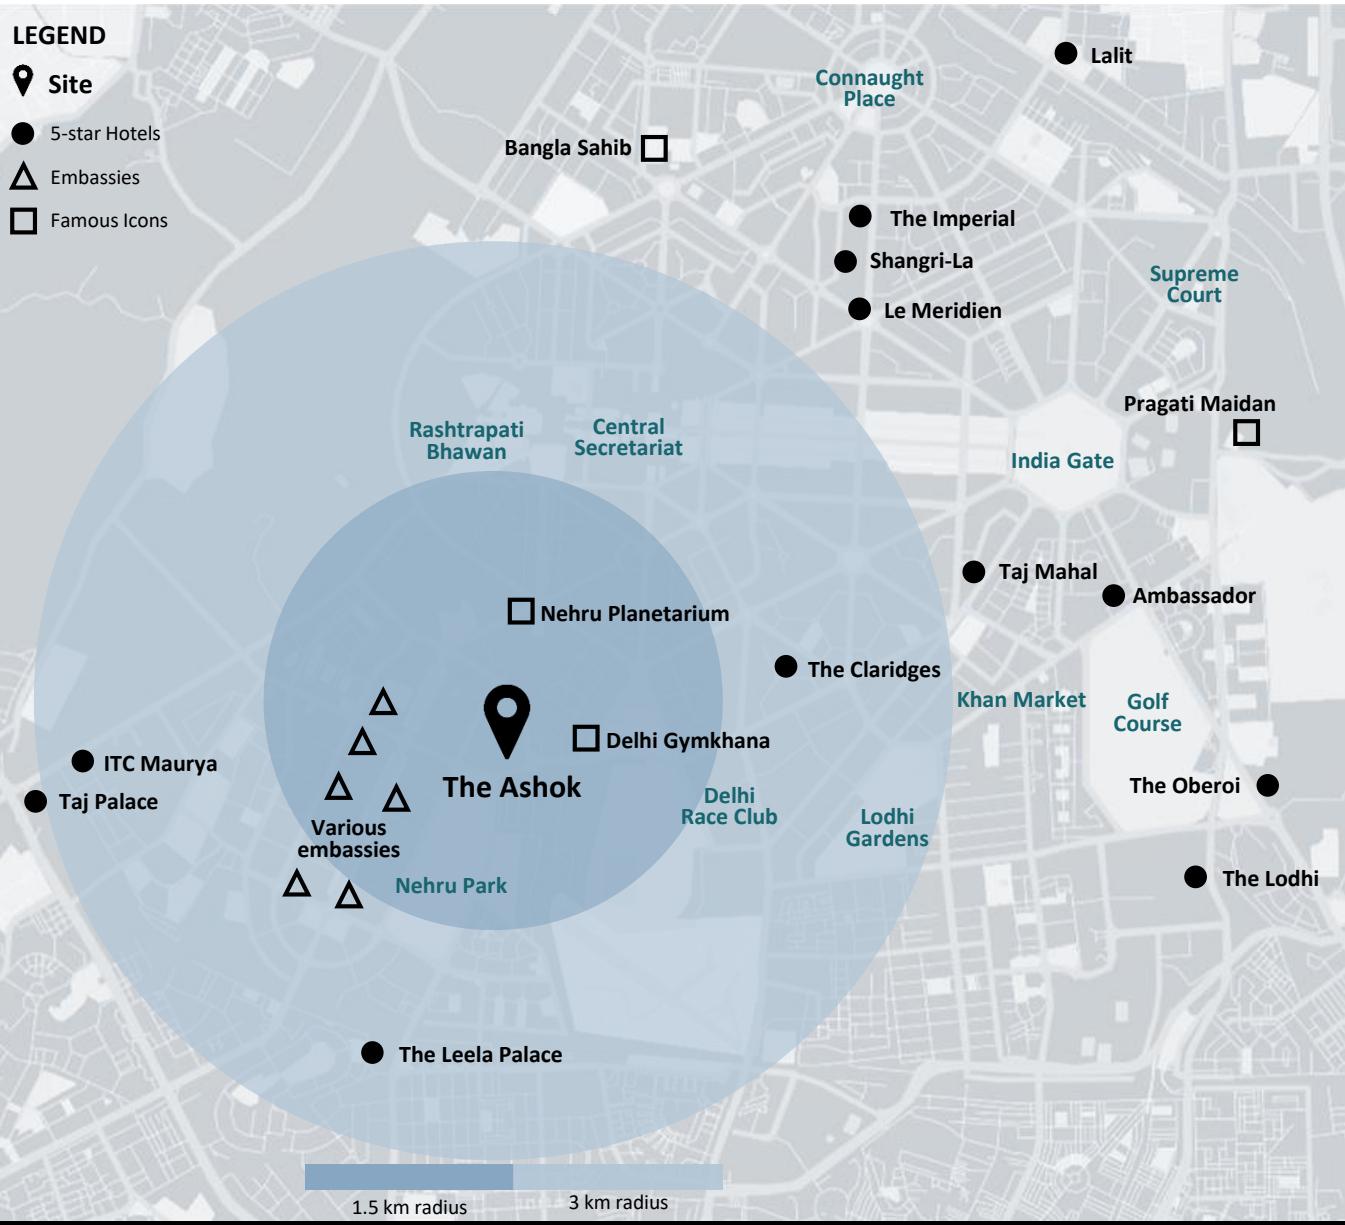 LEGEND
Site
5-star Hotels
Embassies
Famous Icons
Lalit
Connaught
Place
Bangla Sahib
The Imperial
Shangri-La
Le Meridien
Supreme
Court
Pragati Maidan
Rashtrapati
Bhawan
Central
Secretariat
India Gate
Taj Mahal
Ambassador
Nehru Planetarium
The Claridges
Khan Market
Golf
Course
Delhi Gymkhana
ITC Maurya
Taj Palace
The Ashok
The Oberoi
Delhi
Race Club
Lodhi
Gardens
Various
embassies
Nehru Park
The Lodhi
The Leela Palace
1.5 km radius
3 km radius